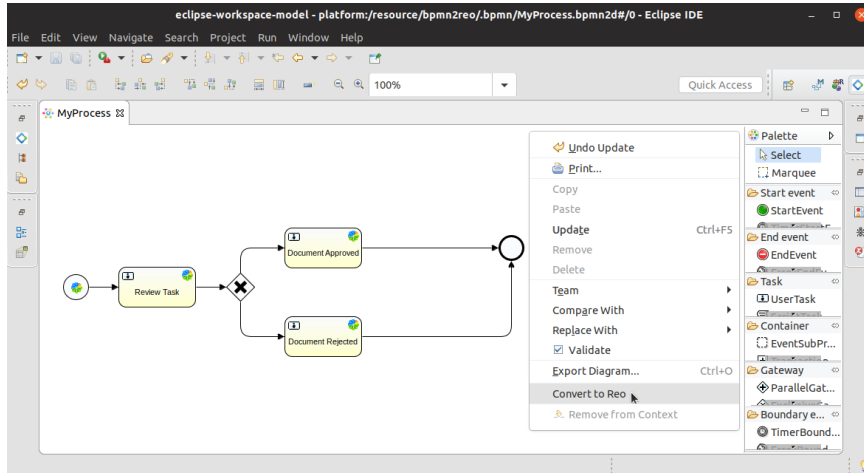 eclipse-workspace-model - platform:/resource/bpmn2reo/.bpmn/MyProcess.bpmn2d#/0 - Eclipse IDE
File Edit View Navigate Search Project Run Window Help
100%
Quick Access
MyProcess
Review Task
Document Approved
Document Rejected
Undo Update
Print...
Copy
Paste
Update Ctrl+F5
Remove
Delete
Team
Compare With
Replace With
Validate
Export Diagram... Ctrl+O
Convert to Reo
Remove from Context
Palette
Select
Marquee
Start event
StartEvent
End event
EndEvent
Task
UserTask
Container
EventSubPr...
Gateway
ParallelGat...
Boundary e...
TimerBound...